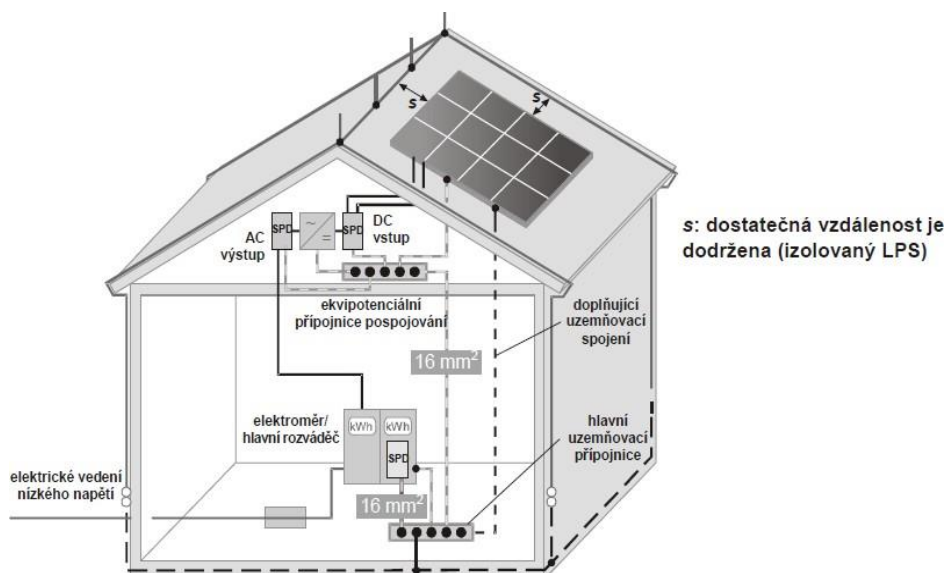 s
s
s: dostatečná vzdálenost je
dodržena (izolovaný LPS)
SPD
~
=
SPD
DC
vstup
AC
výstup
ekvipotenciální
přípojnice pospojování
doplňující
uzemňovací
spojení
16 mm²
elektroměr/
hlavní rozváděč
kWh
kWh
SPD
hlavní
uzemňovací
přípojnice
elektrické vedení
nízkého napětí
16 mm²